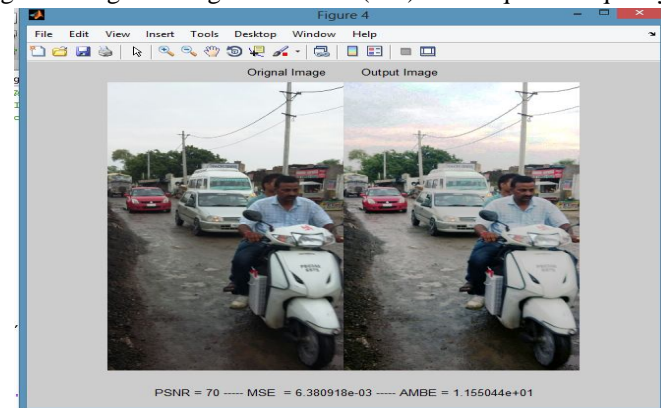 Figure 4
File Edit View Insert Tools Desktop Window Help
Orignal Image Output Image
PSNR = 70 ----- MSE = 6.380918e-03 ----- AMBE = 1.155044e+01